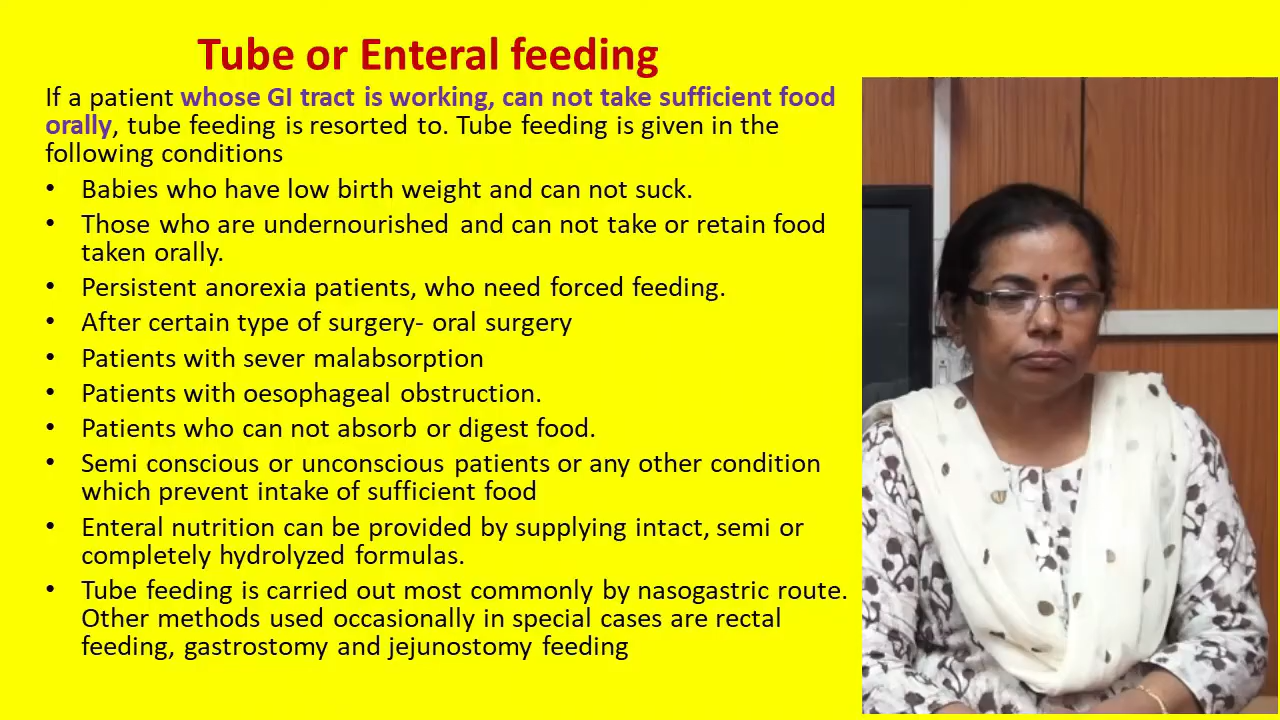 Tube or Enteral feeding
If a patient whose GI tract is working, can not take sufficient food
orally, tube feeding is resorted to. Tube feeding is given in the
following conditions
• Babies who have low birth weight and can not suck.
• Those who are undernourished and can not take or retain food
taken orally.
• Persistent anorexia patients, who need forced feeding.
• After certain type of surgery- oral surgery
• Patients with sever malabsorption
• Patients with oesophageal obstruction.
• Patients who can not absorb or digest food.
• Semi conscious or unconscious patients or any other condition
which prevent intake of sufficient food
• Enteral nutrition can be provided by supplying intact, semi or
completely hydrolyzed formulas.
• Tube feeding is carried out most commonly by nasogastric route.
Other methods used occasionally in special cases are rectal
feeding, gastrostomy and jejunostomy feeding